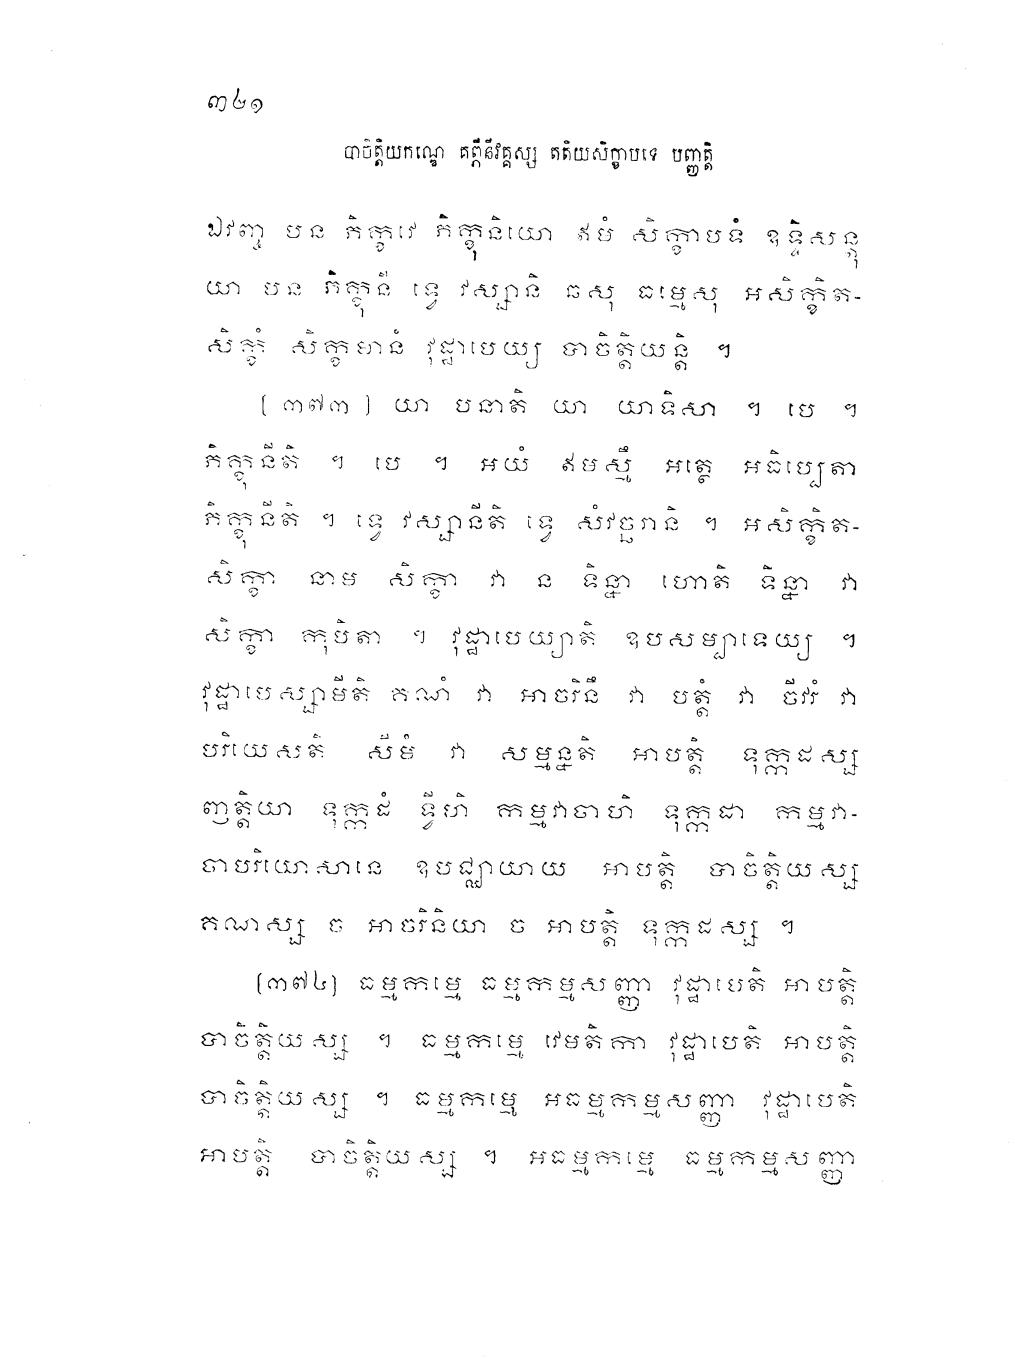 ៣៤១
បាចិត្តិយកណ្ឌេ គព្ភីនីវគ្គស្ស តតិយសិក្ខាបទេ បញ្ញត្តិ
ឯវញ្ច បន ភិក្ខវេ ភិក្ខុនិយោ ឥមំ សិក្ខាបទំ ឧទ្ទិសន្តុ
យា បន ភិក្ខុនី ទ្វេ វស្សានិ ឆសុ ធម្មេសុ អសិក្ខិត-
សិក្ខំ សិក្ខមានំ វុដ្ឋាបេយ្យ បាចិត្តិយន្តិ ។
(៣៧៣) យា បនាតិ យា យាទិសា ។ បេ ។
ភិក្ខុនីតិ ។ បេ ។ អយំ ឥមស្មឹ អត្ថេ អធិប្បេតា
ភិក្ខុនីតិ ។ ទ្វេ វស្សានីតិ ទ្វេ សំវច្ឆរានិ ។ អសិក្ខិត-
សិក្ខា នាម សិក្ខា វា ន ទិន្នា ហោតិ ទិន្នា វា
សិក្ខា កុបិតា ។ វុដ្ឋាបេយ្យាតិ ឧបសម្បាទេយ្យ ។
វុដ្ឋាបេស្សាមីតិ គណំ វា អាចរិនឹ វា បត្តំ វា ចីវរំ វា
បរិយេសតិ សីមំ វា សម្មន្នតិ អាបត្តិ ទុក្កដស្ស
ញត្តិយា ទុក្កដំ ទ្វីហិ កម្មវាចាហិ ទុក្កដា កម្មវា-
ចាបរិយោសានេ ឧបជ្ឈាយាយ អាបត្តិ បាចិត្តិយស្ស
គណស្ស ច អាចរិនិយា ច អាបត្តិ ទុក្កដស្ស ។
(៣៧៤) ធម្មកម្មេ ធម្មកម្មសញ្ញា វុដ្ឋាបេតិ អាបត្តិ
បាចិត្តិយស្ស ។ ធម្មកម្មេ វេមតិកា វុដ្ឋាបេតិ អាបត្តិ
បាចិត្តិយស្ស ។ ធម្មកម្មេ អធម្មកម្មសញ្ញា វុដ្ឋាបេតិ
អាបត្តិ បាចិត្តិយស្ស ។ អធម្មកម្មេ ធម្មកម្មសញ្ញា